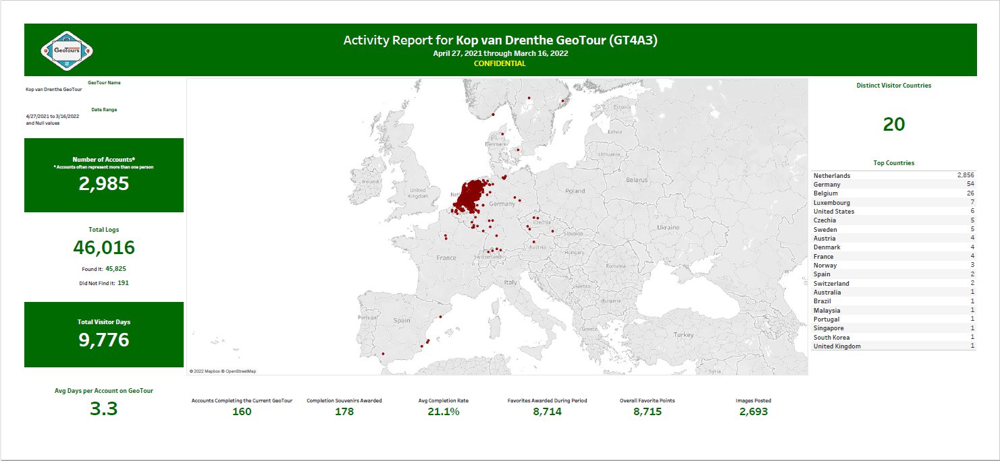 GeoTours
Activity Report for Kop van Drenthe GeoTour (GT4A3)
April 27, 2021 through March 16, 2022
CONFIDENTIAL
GeoTour Name
Kop van Drenthe GeoTour
Date Range
4/27/2021 to 3/16/2022
and Null values
Number of Accounts*
* Accounts often represent more than one person
2,985
Total Logs
46,016
Found It: 45,825
Did Not Find It: 191
Total Visitor Days
9,776
Avg Days per Account on GeoTour
3.3
Estonia
Latvia
Denmark
Lithuania
Ireland
United
Kingdom
Belarus
Poland
Germany
Czechia
Ukraine
Slovakia
Austria
Hungary
France
Switzerland
Romania
Italy
Serbia
Bulgaria
Portugal
Spain
Greece
Turkey
Syria
© 2022 Mapbox © OpenStreetMap
Distinct Visitor Countries
20
Top Countries
Netherlands 2,856
Germany 54
Belgium 26
Luxembourg 7
United States 6
Czechia 5
Sweden 5
Austria 4
Denmark 4
France 4
Norway 3
Spain 2
Switzerland 2
Australia 1
Brazil 1
Malaysia 1
Portugal 1
Singapore 1
South Korea 1
United Kingdom 1
Accounts Completing the Current GeoTour
160
Completion Souvenirs Awarded
178
Avg Completion Rate
21.1%
Favorites Awarded During Period
8,714
Overall Favorite Points
8,715
Images Posted
2,693